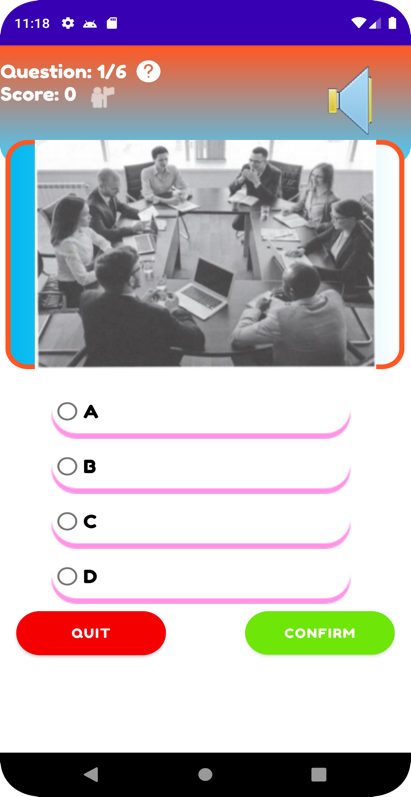 11:18
Question: 1/6 ?
Score: 0
A
B
C
D
QUIT
CONFIRM